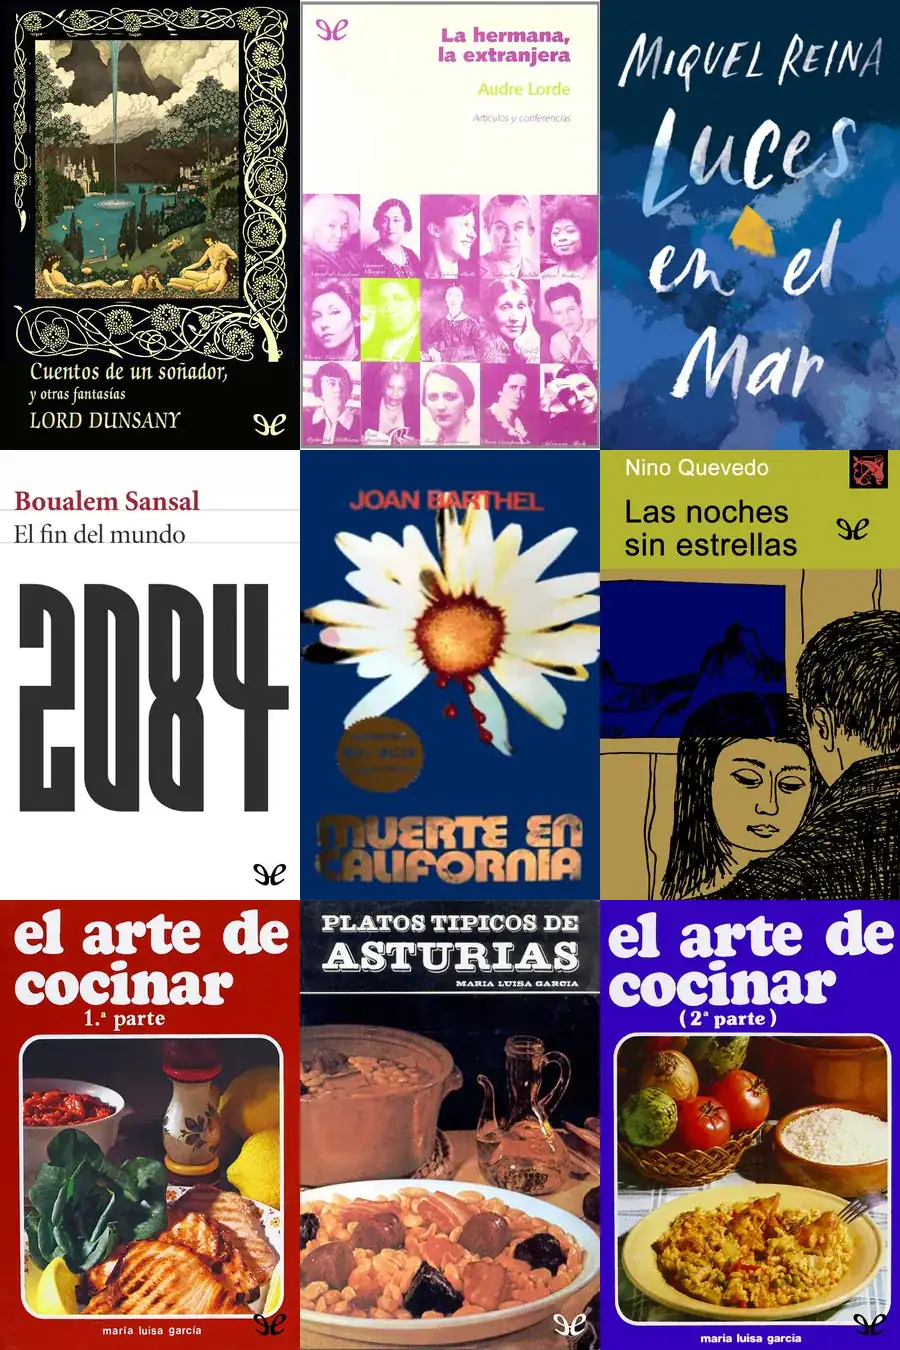 Cuentos de un soñador,
y otras fantasías
LORD DUNSANY
La hermana,
la extranjera
Audre Lorde
Artículos y conferencias
MIQUEL REINA
Luces
en el
Mar
Boualem Sansal
El fin del mundo
2084
JOAN BARTHEL
MUERTE EN
CALIFORNIA
Nino Quevedo
Las noches
sin estrellas
el arte de
cocinar
1.ª parte
maría luisa garcía
PLATOS TIPICOS DE
ASTURIAS
MARIA LUISA GARCIA
el arte de
cocinar
(2ª parte)
maria luisa garcia